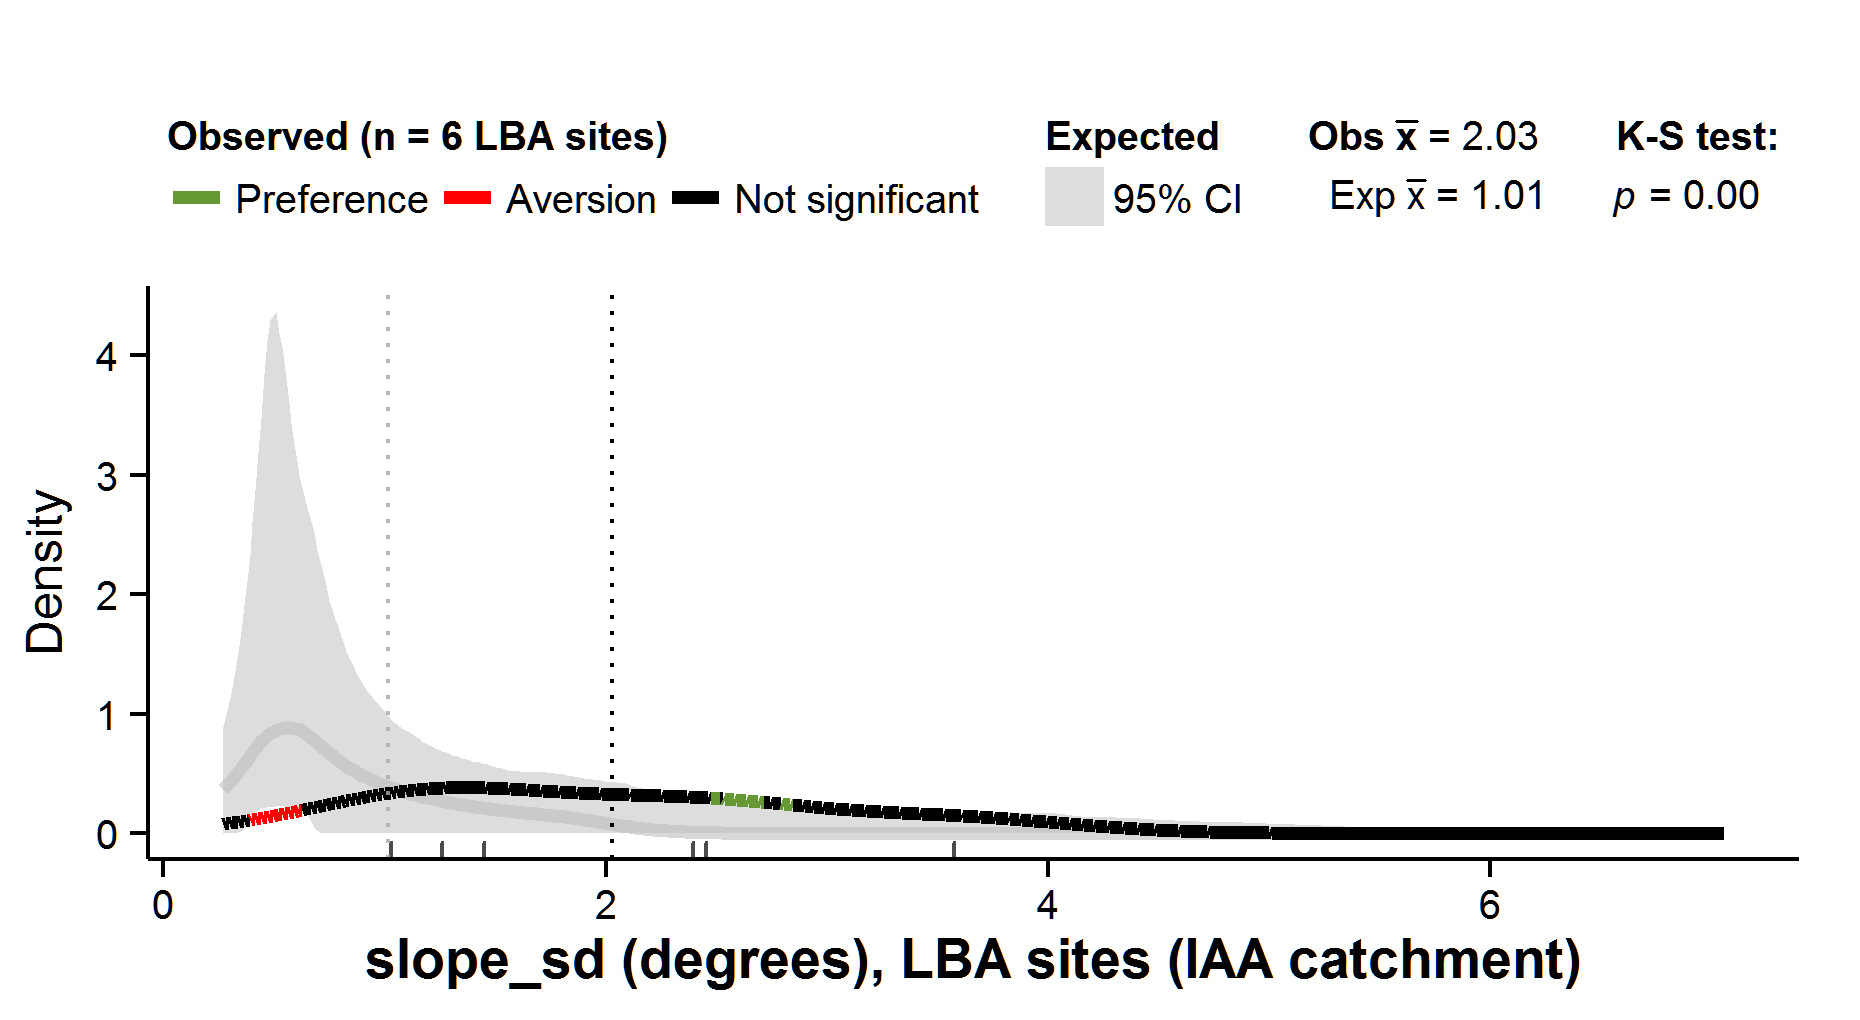 Observed (n = 6 LBA sites)
Preference
Aversion
Not significant
Expected
95% CI
Obs x̅ = 2.03
Exp x̅ = 1.01
K-S test:
p = 0.00
Density
4
3
2
1
0
0
2
4
6
slope_sd (degrees), LBA sites (IAA catchment)